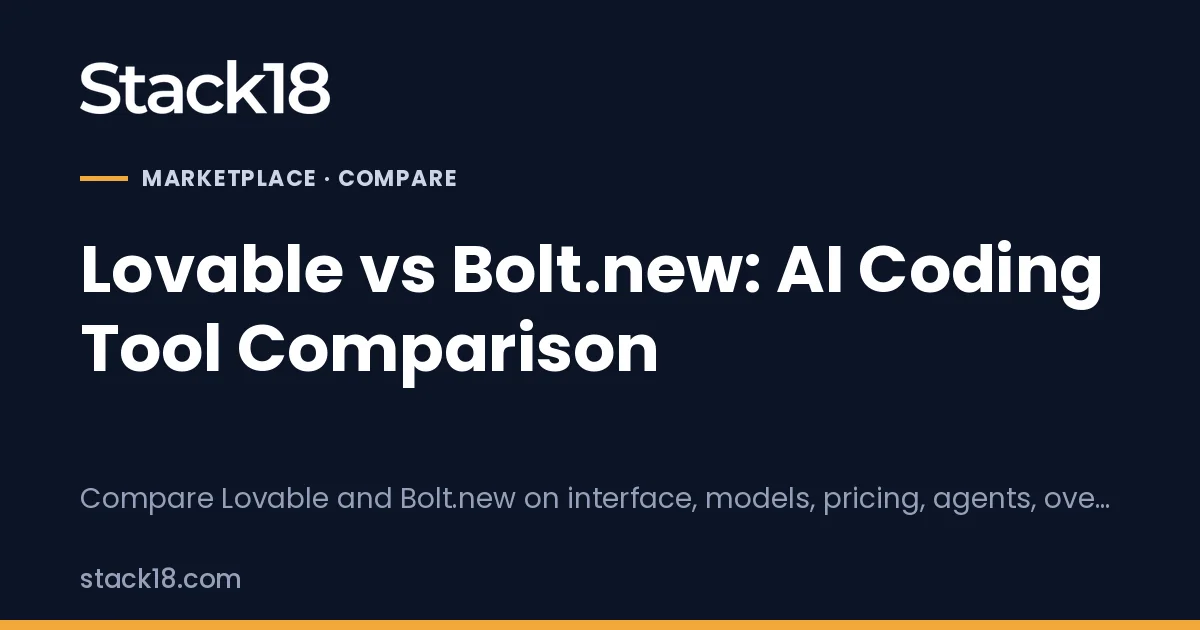 Stack18
MARKETPLACE · COMPARE
Lovable vs Bolt.new: AI Coding
Tool Comparison
Compare Lovable and Bolt.new on interface, models, pricing, agents, ove...
stack18.com